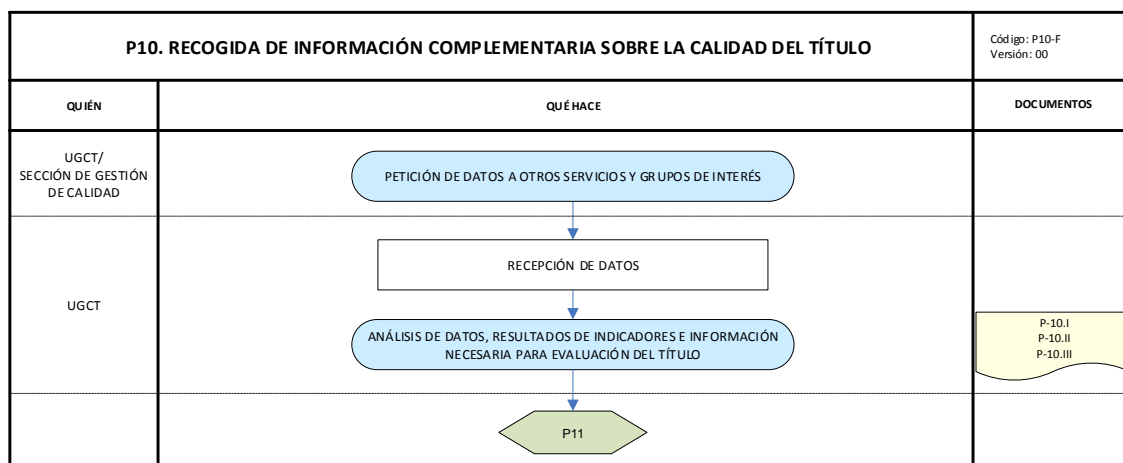 P10. RECOGIDA DE INFORMACIÓN COMPLEMENTARIA SOBRE LA CALIDAD DEL TÍTULO
Código: P10-F
Versión: 00
QUIÉN
QUÉ HACE
DOCUMENTOS
UGCT/
SECCIÓN DE GESTIÓN
DE CALIDAD
PETICIÓN DE DATOS A OTROS SERVICIOS Y GRUPOS DE INTERÉS
UGCT
RECEPCIÓN DE DATOS
ANÁLISIS DE DATOS, RESULTADOS DE INDICADORES E INFORMACIÓN
NECESARIA PARA EVALUACIÓN DEL TÍTULO
P-10.I
P-10.II
P-10.III
P11